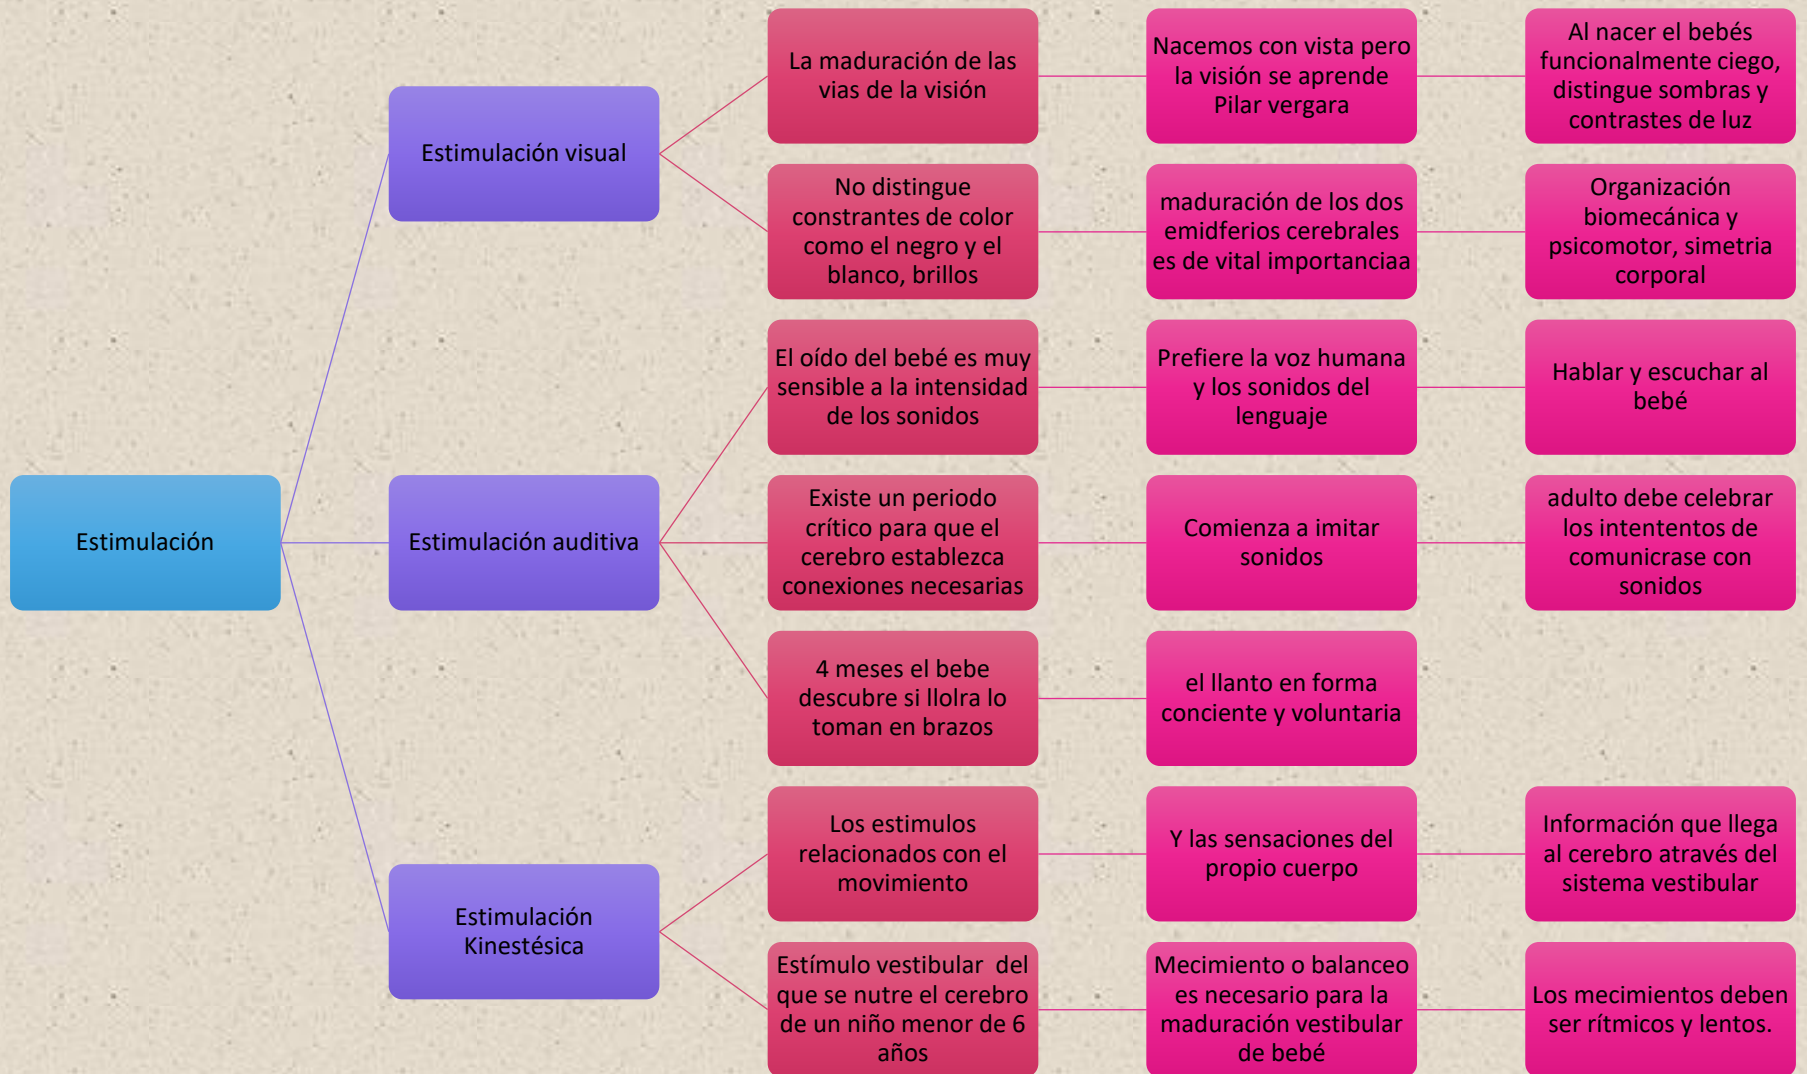 Estimulación
Estimulación visual
La maduración de las
vias de la visión
Nacemos con vista pero
la visión se aprende
Pilar vergara
Al nacer el bebés
funcionalmente ciego,
distingue sombras y
contrastes de luz
No distingue
constrantes de color
como el negro y el
blanco, brillos
maduración de los dos
emidferios cerebrales
es de vital importanciaa
Organización
biomecánica y
psicomotor, simetria
corporal
Estimulación auditiva
El oído del bebé es muy
sensible a la intensidad
de los sonidos
Prefiere la voz humana
y los sonidos del
lenguaje
Hablar y escuchar al
bebé
Existe un periodo
crítico para que el
cerebro establezca
conexiones necesarias
Comienza a imitar
sonidos
adulto debe celebrar
los intententos de
comunicrase con
sonidos
4 meses el bebe
descubre si llolra lo
toman en brazos
el llanto en forma
conciente y voluntaria
Estimulación
Kinestésica
Los estimulos
relacionados con el
movimiento
Y las sensaciones del
propio cuerpo
Información que llega
al cerebro através del
sistema vestibular
Estímulo vestibular  del
que se nutre el cerebro
de un niño menor de 6
años
Mecimiento o balanceo
es necesario para la
maduración vestibular
de bebé
Los mecimientos deben
ser rítmicos y lentos.